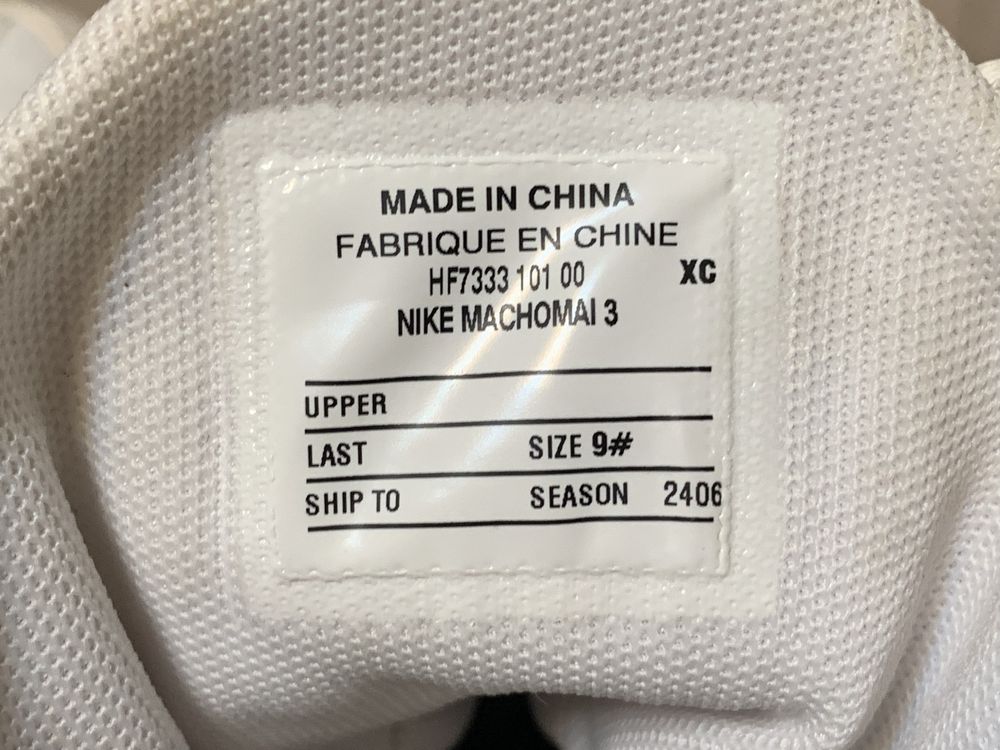 MADE IN CHINA
FABRIQUE EN CHINE
HF7333 101 00 XC
NIKE MACHOMAI 3
UPPER
LAST SIZE 9#
SHIP TO SEASON 2406